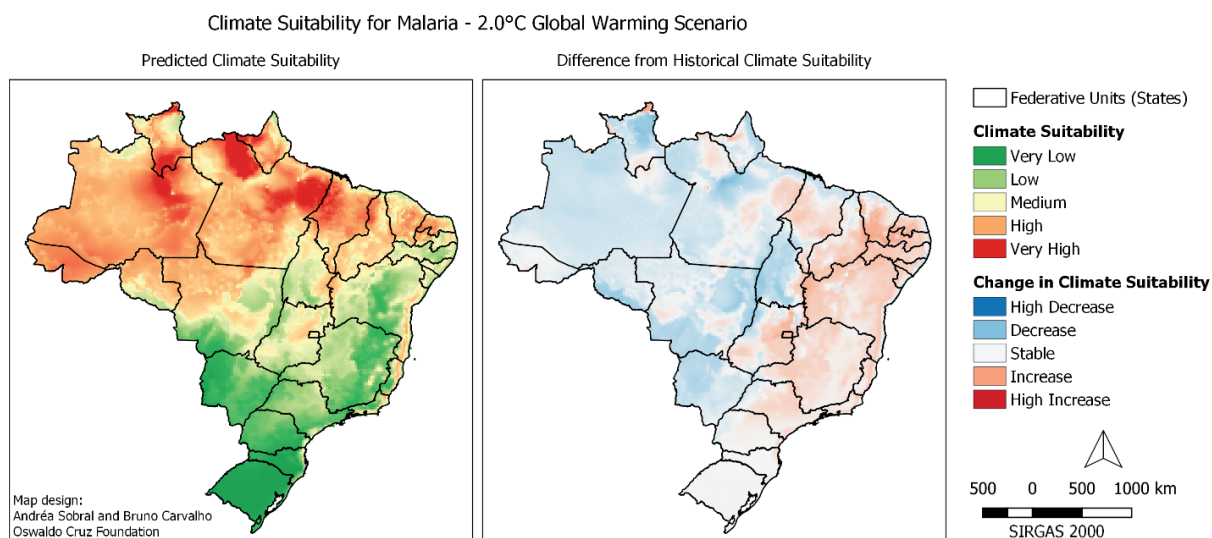 Climate Suitability for Malaria - 2.0°C Global Warming Scenario
Predicted Climate Suitability
Difference from Historical Climate Suitability
Map design:
Andréa Sobral and Bruno Carvalho
Oswaldo Cruz Foundation
Federative Units (States)
Climate Suitability
Very Low
Low
Medium
High
Very High
Change in Climate Suitability
High Decrease
Decrease
Stable
Increase
High Increase
500 0 500 1000 km
SIRGAS 2000